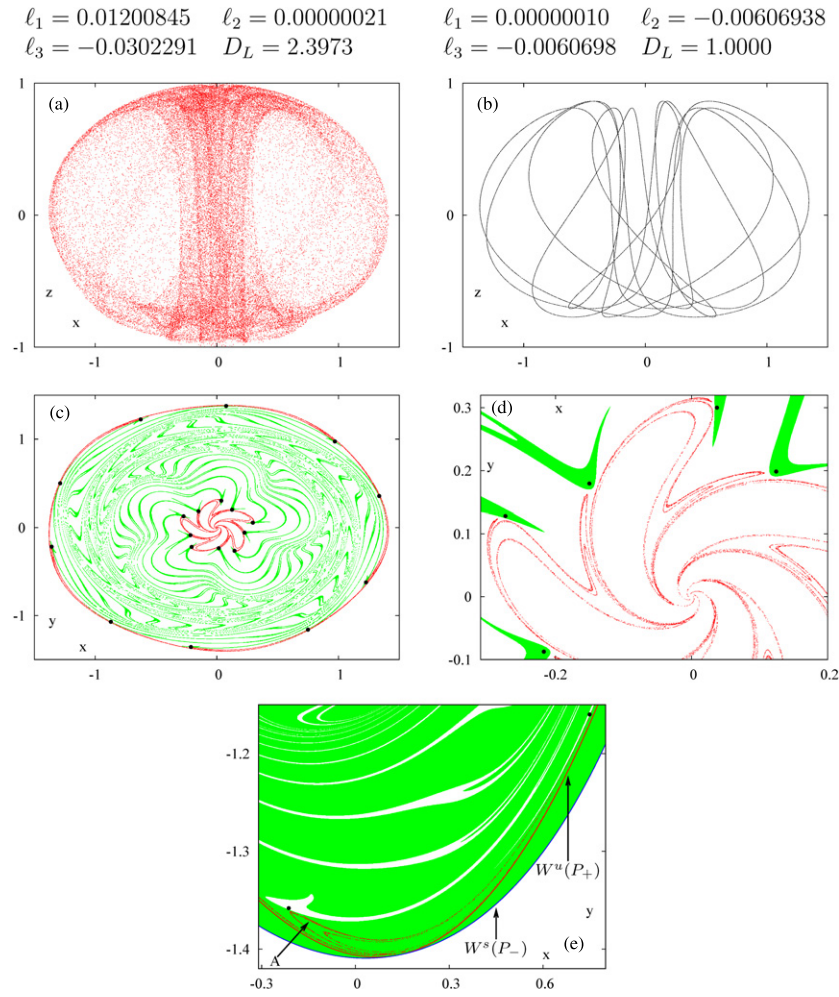 ℓ₁ = 0.01200845 ℓ₂ = 0.00000021
ℓ₃ = −0.0302291 D_L = 2.3973
ℓ₁ = 0.00000010 ℓ₂ = −0.00606938
ℓ₃ = −0.0060698 D_L = 1.0000
(a)
1
0
z
x
-1
-1 0 1
(b)
1
0
z
x
-1
-1 0 1
(c)
1
0
-1
y
x
-1 0 1
(d)
x
0.3
y
0.2
0.1
0
-0.1
-0.2 0 0.2
-1.2
-1.3
-1.4
Wᵘ(P₊)
y
Wˢ(P₋)
(e)
A
x
-0.3 0 0.3 0.6